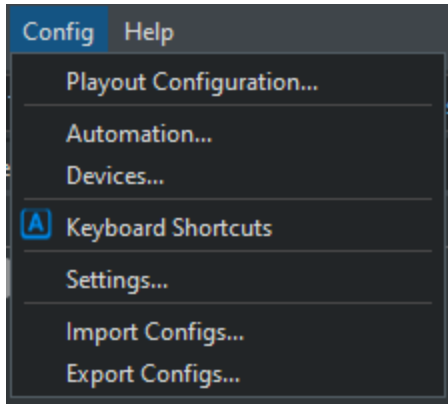 Config Help
Playout Configuration...
Automation...
Devices...
A Keyboard Shortcuts
Settings...
Import Configs...
Export Configs...